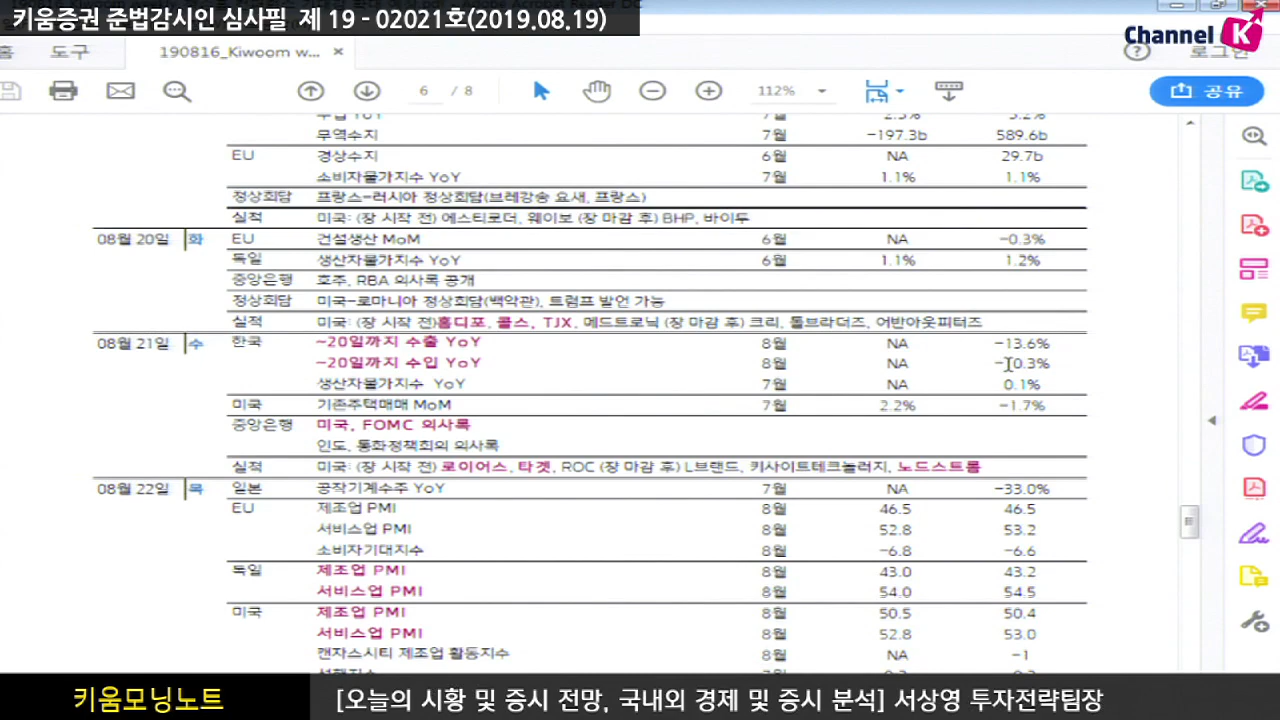 키움증권 준법감시인 심사필 제 19 - 02021호(2019.08.19)
Channel K
홈 도구 190816_Kiwoom w... × ? 로그인
6 / 8 112% 공유
수입 YoY 7월
무역수지 7월 -197.3b 589.6b
EU 경상수지 6월 NA 29.7b
소비자물가지수 YoY 7월 1.1% 1.1%
정상회담 프랑스-러시아 정상회담(브레강송 요새, 프랑스)
실적 미국: (장 시작 전) 에스티로더, 웨이보 (장 마감 후) BHP, 바이두
08월 20일 화 EU 건설생산 MoM 6월 NA -0.3%
독일 생산자물가지수 YoY 6월 1.1% 1.2%
중앙은행 호주, RBA 의사록 공개
정상회담 미국-로마니아 정상회담(백악관), 트럼프 발언 가능
실적 미국: (장 시작 전)홈디포, 콜스, TJX, 메드트로닉 (장 마감 후) 크리, 톨브라더즈, 어반아웃피터즈
08월 21일 수 한국 ~20일까지 수출 YoY 8월 NA -13.6%
~20일까지 수입 YoY 8월 NA -10.3%
생산자물가지수 YoY 7월 NA 0.1%
미국 기존주택매매 MoM 7월 2.2% -1.7%
중앙은행 미국, FOMC 의사록
인도, 통화정책회의 의사록
실적 미국: (장 시작 전) 로이어스, 타겟, ROC (장 마감 후) L브랜드, 키사이트테크놀러지, 노드스트롬
08월 22일 목 일본 공작기계수주 YoY 7월 NA -33.0%
EU 제조업 PMI 8월 46.5 46.5
서비스업 PMI 8월 52.8 53.2
소비자기대지수 8월 -6.8 -6.6
독일 제조업 PMI 8월 43.0 43.2
서비스업 PMI 8월 54.0 54.5
미국 제조업 PMI 8월 50.5 50.4
서비스업 PMI 8월 52.8 53.0
캔자스시티 제조업 활동지수 8월 NA -1
키움모닝노트 [오늘의 시황 및 증시 전망, 국내외 경제 및 증시 분석] 서상영 투자전략팀장